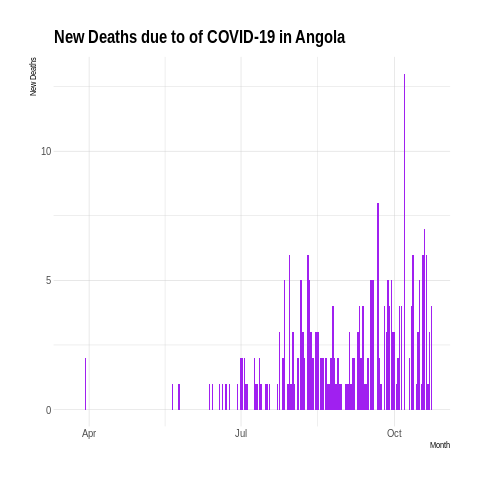 New Deaths due to of COVID-19 in Angola
New Deaths
10
5
0
Apr Jul Oct
Month